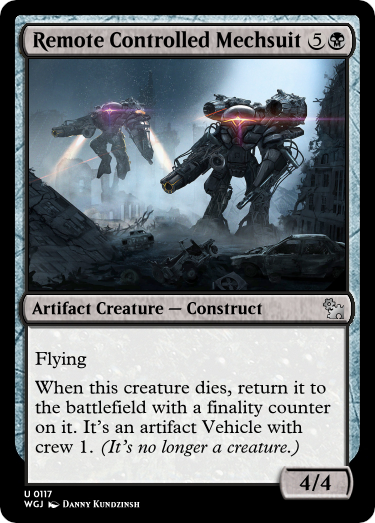 Remote Controlled Mechsuit 5
Artifact Creature — Construct
Flying
When this creature dies, return it to
the battlefield with a finality counter
on it. It's an artifact Vehicle with
crew 1. (It's no longer a creature.)
4/4
U 0117
WGJ Danny Kundzinsh